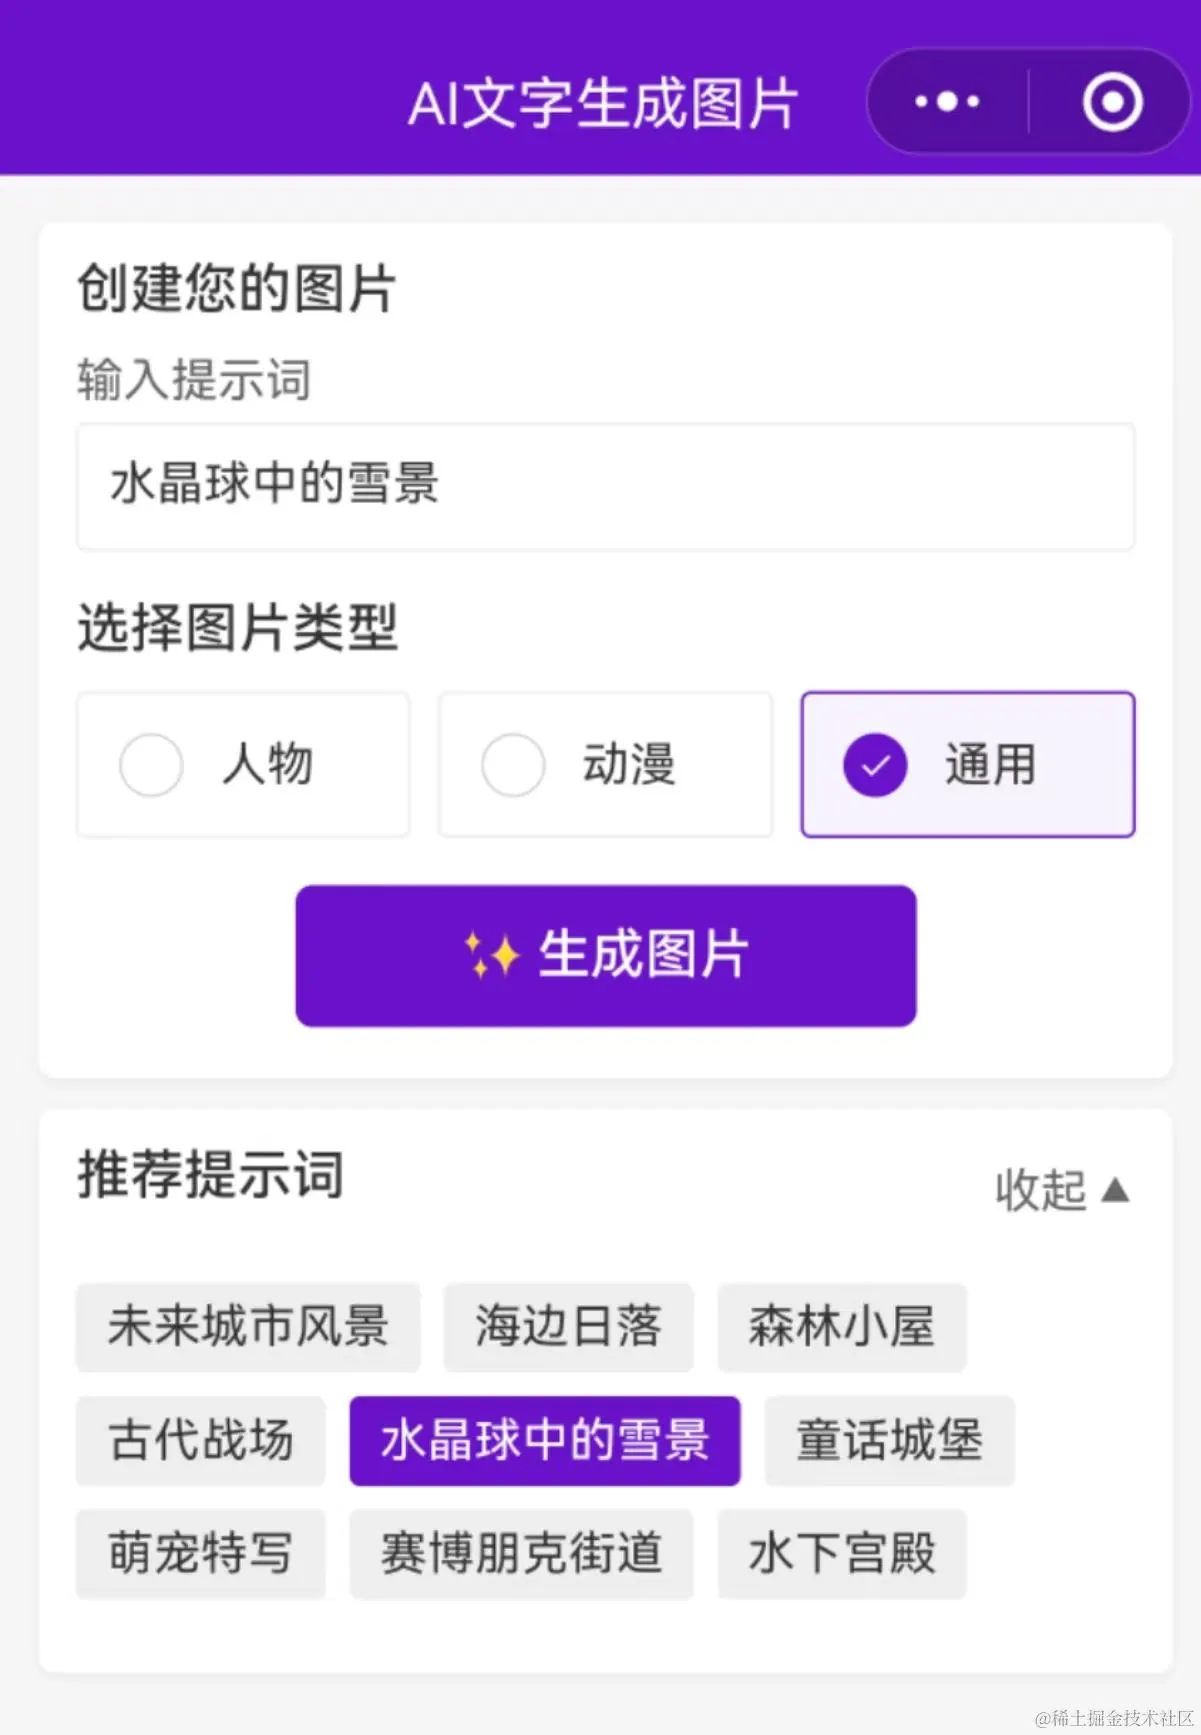 AI文字生成图片
创建您的图片
输入提示词
水晶球中的雪景
选择图片类型
人物 动漫 通用
✨ 生成图片
推荐提示词
收起 ▲
未来城市风景 海边日落 森林小屋
古代战场 水晶球中的雪景 童话城堡
萌宠特写 赛博朋克街道 水下宫殿
@稀土掘金技术社区